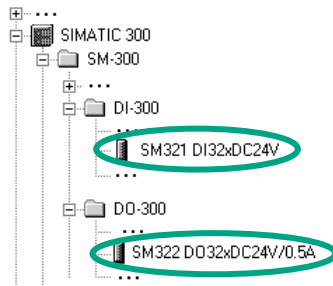 ...
SIMATIC 300
SM-300
...
DI-300
...
SM321 DI32xDC24V
...
DO-300
...
SM322 DO32xDC24V/0.5A
...